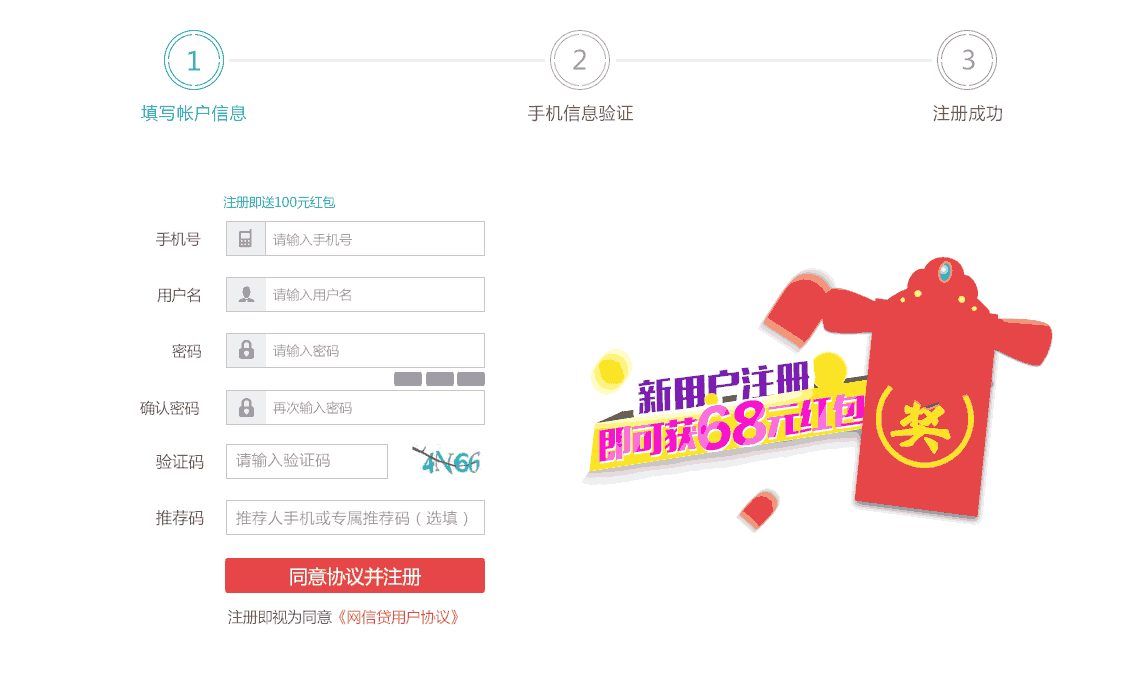 1
2
3
填写帐户信息
手机信息验证
注册成功
注册即送100元红包
手机号
请输入手机号
用户名
请输入用户名
密码
请输入密码
确认密码
再次输入密码
验证码
请输入验证码
4N66
推荐码
推荐人手机或专属推荐码（选填）
同意协议并注册
注册即视为同意《网信贷用户协议》
新用户注册
即可获68元红包
奖